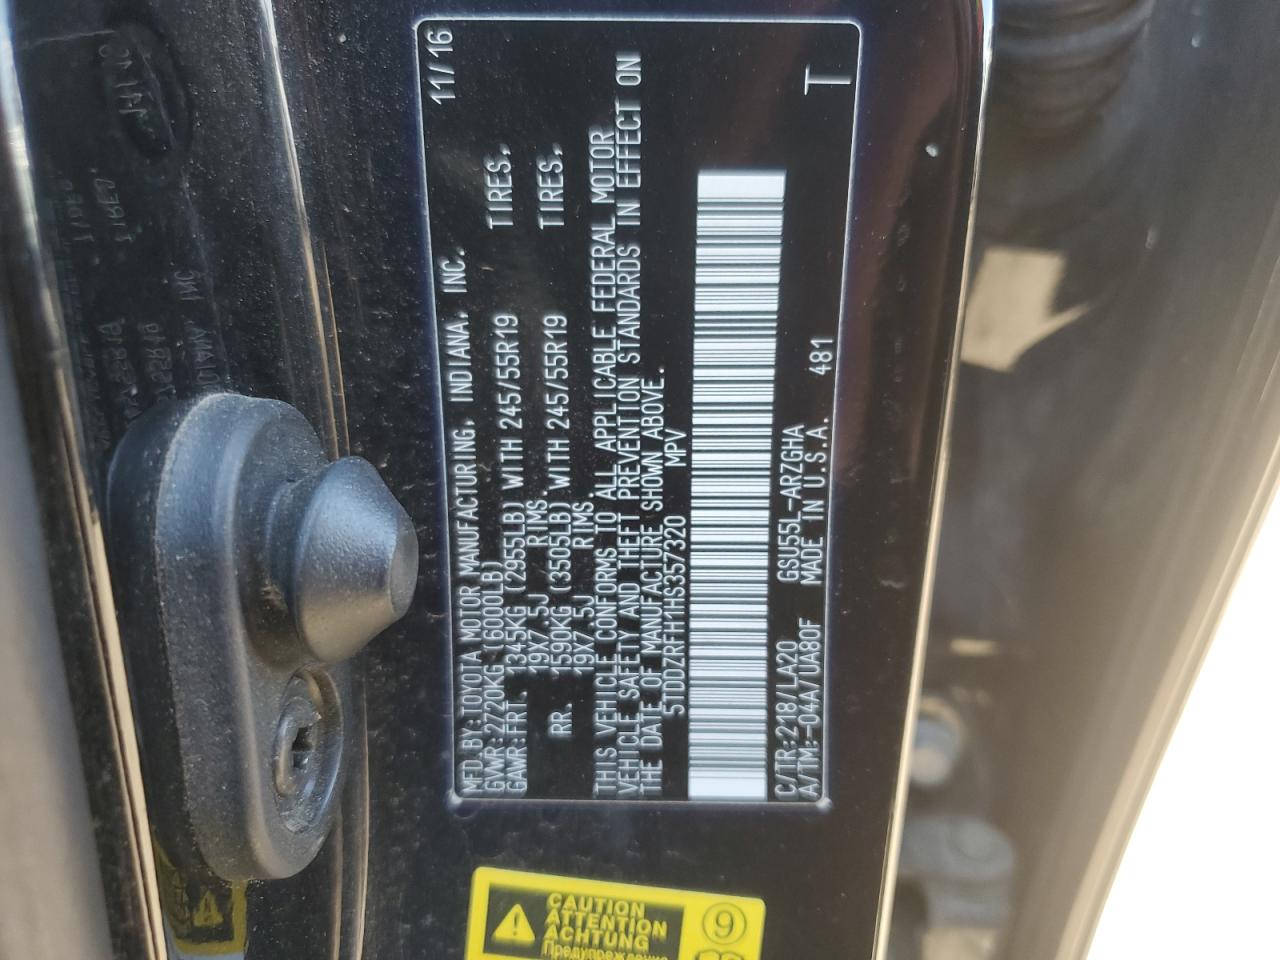 MFD.BY:TOYOTA MOTOR MANUFACTURING, INDIANA, INC. 11/16
GVWR:2720KG (6000LB)
GAWR:FRT. 1345KG (2955LB) WITH 245/55R19 TIRES,
19X7.5J RIMS.
RR. 1590KG (3505LB) WITH 245/55R19 TIRES,
19X7.5J RIMS.
THIS VEHICLE CONFORMS TO ALL APPLICABLE FEDERAL MOTOR
VEHICLE SAFETY AND THEFT PREVENTION STANDARDS IN EFFECT ON
THE DATE OF MANUFACTURE SHOWN ABOVE.
5TDDZRFH1HS357320 MPV
C/TR:218/LA20 GSU55L-ARZGHA
A/TM:-04A/UA80F MADE IN U.S.A. 481 T
CAUTION
ATTENTION
ACHTUNG
Предупреждение
9